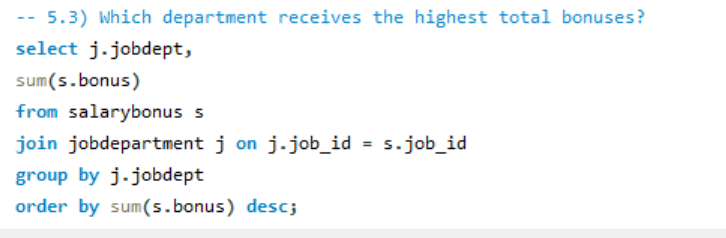 -- 5.3) Which department receives the highest total bonuses?
select j.jobdept,
sum(s.bonus)
from salarybonus s
join jobdepartment j on j.job_id = s.job_id
group by j.jobdept
order by sum(s.bonus) desc;